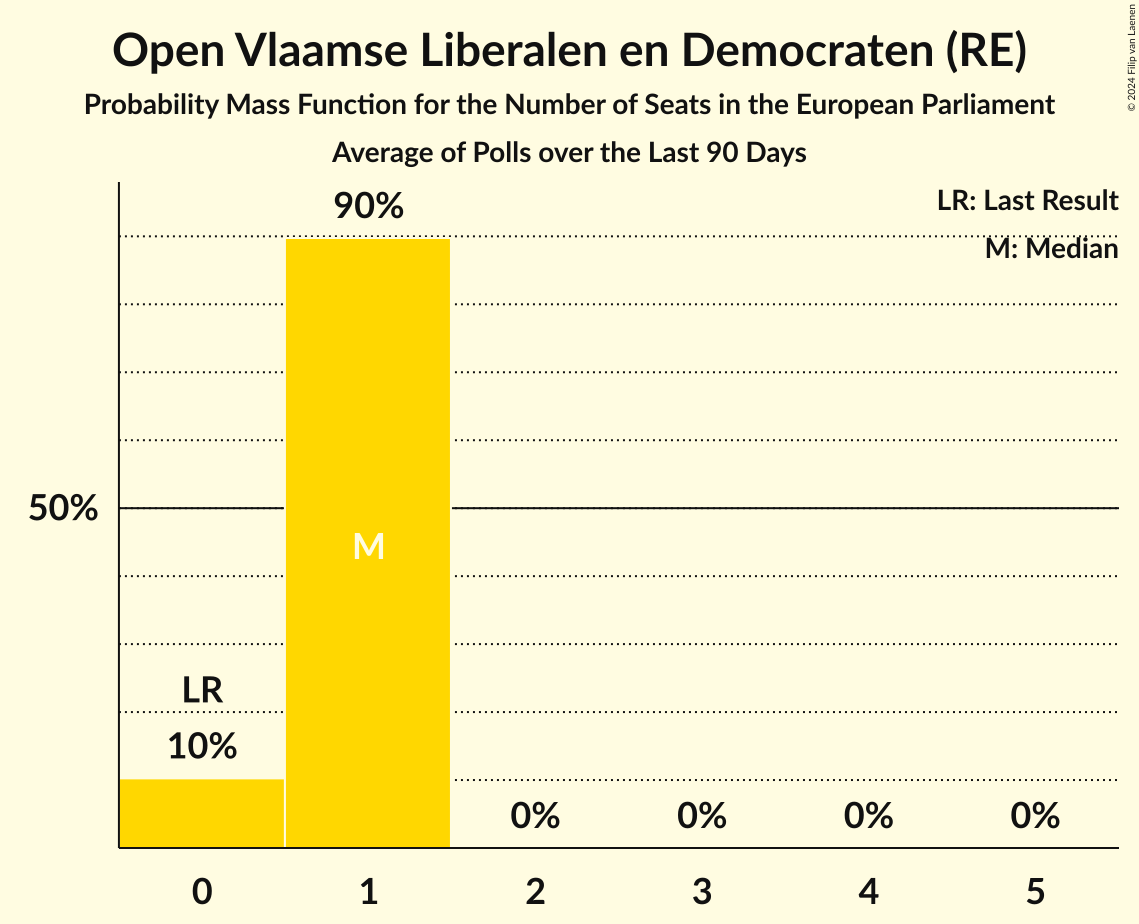 Open Vlaamse Liberalen en Democraten (RE)
Probability Mass Function for the Number of Seats in the European Parliament
Average of Polls over the Last 90 Days
© 2024 Filip van Laenen
LR: Last Result
M: Median
90%
50%
M
LR
10%
0%
0%
0%
0%
0
1
2
3
4
5